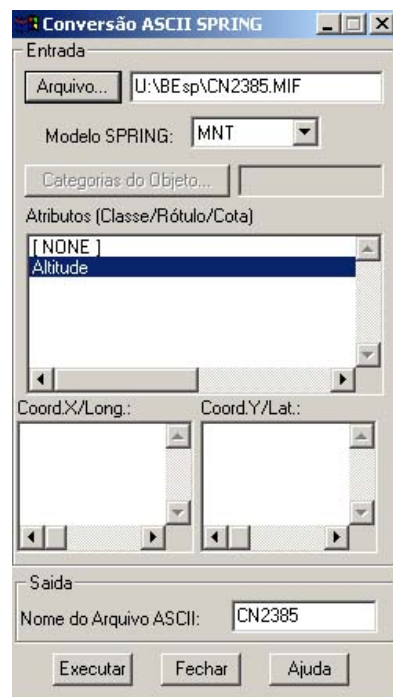 Conversão ASCII SPRING
Entrada
Arquivo... U:\BEsp\CN2385.MIF
Modelo SPRING: MNT
Categorias do Objeto...
Atributos (Classe/Rótulo/Cota)
[ NONE ]
Altitude
Coord.X/Long.: Coord.Y/Lat.:
Saida
Nome do Arquivo ASCII: CN2385
Executar Fechar Ajuda